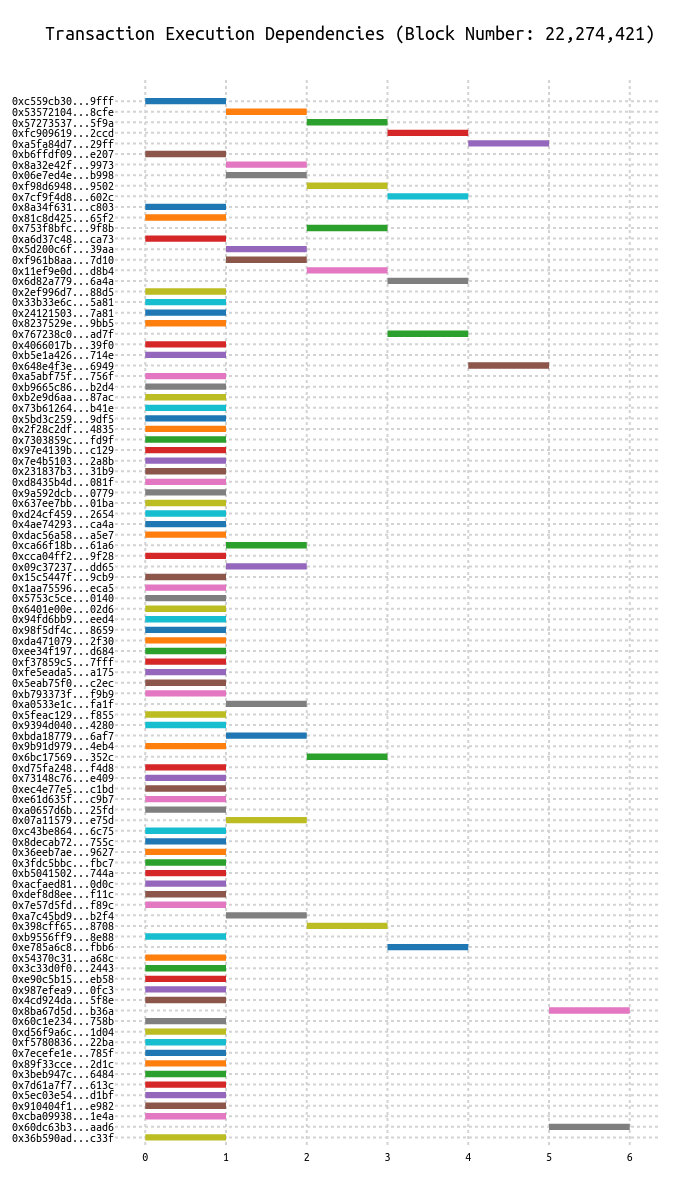 Transaction Execution Dependencies (Block Number: 22,274,421)
0xc559cb30...9fff
0x53572104...8cfe
0x57273537...5f9a
0xfc909619...2ccd
0xa5fa84d7...29ff
0xb6ffdf09...e207
0x8a32e42f...9973
0x06e7ed4e...b998
0xf98d6948...9502
0x7cf9f4d8...602c
0x8a34f631...c803
0x81c8d425...65f2
0x753f8bfc...9f8b
0xa6d37c48...ca73
0x5d200c6f...39aa
0xf961b8aa...7d10
0x11ef9e0d...d8b4
0x6d82a779...6a4a
0x2ef996d7...88d5
0x33b33e6c...5a81
0x24121503...7a81
0x8237529e...9bb5
0x767238c0...ad7f
0x4066017b...39f0
0xb5e1a426...714e
0x648e4f3e...6949
0xa5abf75f...756f
0xb9665c86...b2d4
0xb2e9d6aa...87ac
0x73b61264...b41e
0x5bd3c259...9df5
0x2f28c2df...4835
0x7303859c...fd9f
0x97e4139b...c129
0x7e4b5103...2a8b
0x231837b3...31b9
0xd8435b4d...081f
0x9a592dcb...0779
0x637ee7bb...01ba
0xd24cf459...2654
0x4ae74293...ca4a
0xdac56a58...a5e7
0xca66f18b...61a6
0xcca04ff2...9f28
0x09c37237...dd65
0x15c5447f...9cb9
0x1aa75596...eca5
0x5753c5ce...0140
0x6401e00e...02d6
0x94fd6bb9...eed4
0x98f5df4c...8659
0xda471079...2f30
0xee34f197...d684
0xf37859c5...7fff
0xfe5eada5...a175
0x5eab75f0...c2ec
0xb793373f...f9b9
0xa0533e1c...fa1f
0x5feac129...f855
0x9394d040...4280
0xbda18779...6af7
0x9b91d979...4eb4
0x6bc17569...352c
0xd75fa248...f4d8
0x73148c76...e409
0xec4e77e5...c1bd
0xe61d635f...c9b7
0xa0657d6b...25fd
0x07a11579...e75d
0xc43be864...6c75
0x8decab72...755c
0x36eeb7ae...9627
0x3fdc5bbc...fbc7
0xb5041502...744a
0xacfaed81...0d0c
0xdef8d8ee...f11c
0x7e57d5fd...f89c
0xa7c45bd9...b2f4
0x398cff65...8708
0xb9556ff9...8e88
0xe785a6c8...fbb6
0x54370c31...a68c
0x3c33d0f0...2443
0xe90c5b15...eb58
0x987efea9...0fc3
0x4cd924da...5f8e
0x8ba67d5d...b36a
0x60c1e234...758b
0xd56f9a6c...1d04
0xf5780836...22ba
0x7ecefe1e...785f
0x89f33cce...2d1c
0x3beb947c...6484
0x7d61a7f7...613c
0x5ec03e54...d1bf
0x910404f1...e982
0xcba09938...1e4a
0x60dc63b3...aad6
0x36b590ad...c33f
0 1 2 3 4 5 6